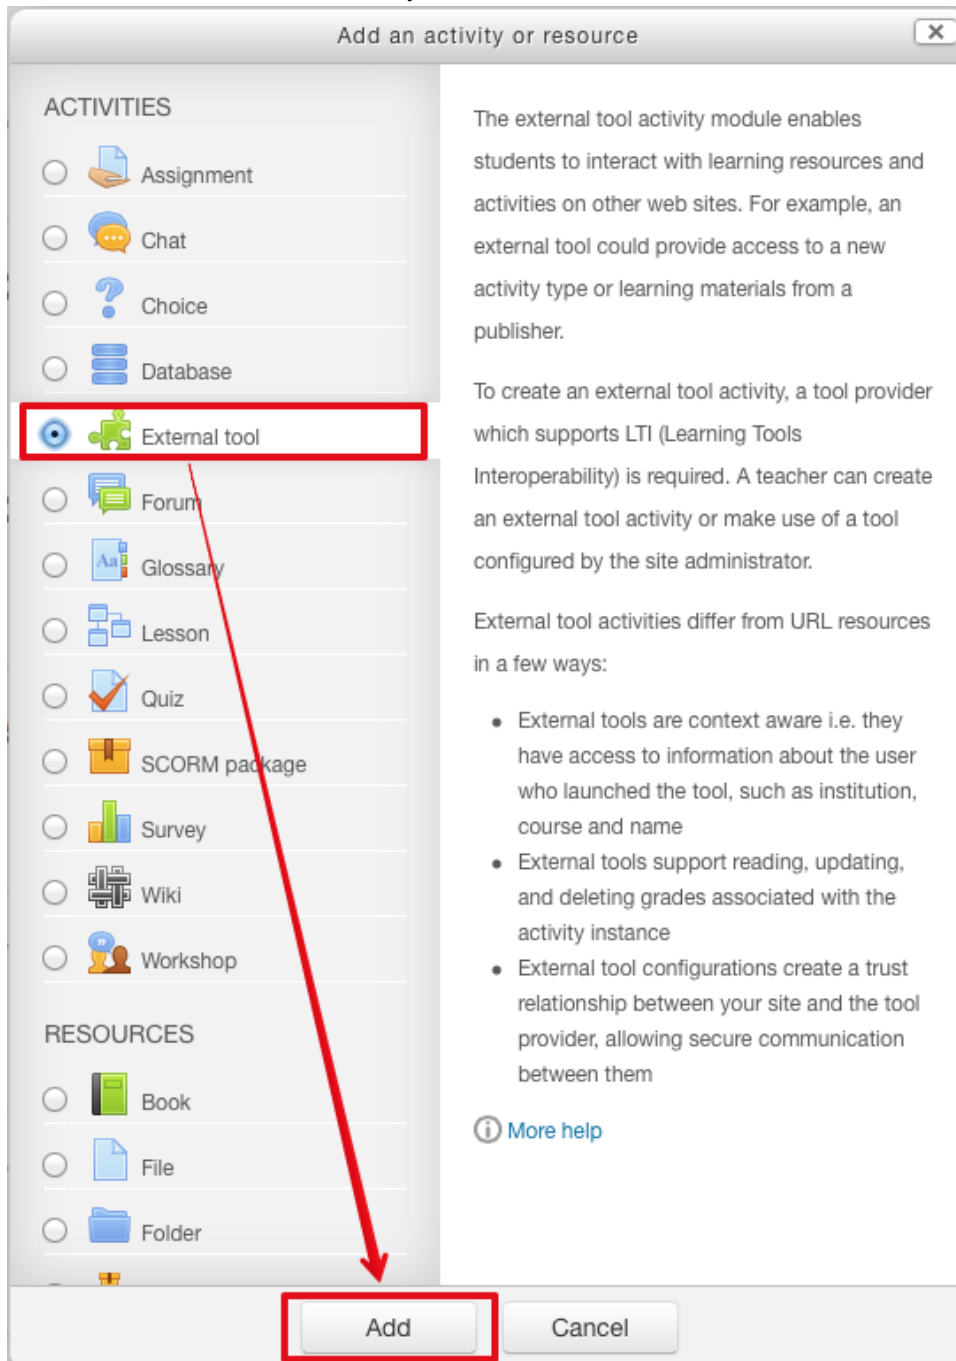 Add an activity or resource
ACTIVITIES
Assignment
Chat
Choice
Database
External tool
Forum
Glossary
Aa
Lesson
Quiz
SCORM package
Survey
Wiki
Workshop
RESOURCES
Book
File
Folder
The external tool activity module enables
students to interact with learning resources and
activities on other web sites. For example, an
external tool could provide access to a new
activity type or learning materials from a
publisher.
To create an external tool activity, a tool provider
which supports LTI (Learning Tools
Interoperability) is required. A teacher can create
an external tool activity or make use of a tool
configured by the site administrator.
External tool activities differ from URL resources
in a few ways:
• External tools are context aware i.e. they
have access to information about the user
who launched the tool, such as institution,
course and name
• External tools support reading, updating,
and deleting grades associated with the
activity instance
• External tool configurations create a trust
relationship between your site and the tool
provider, allowing secure communication
between them
More help
Add
Cancel